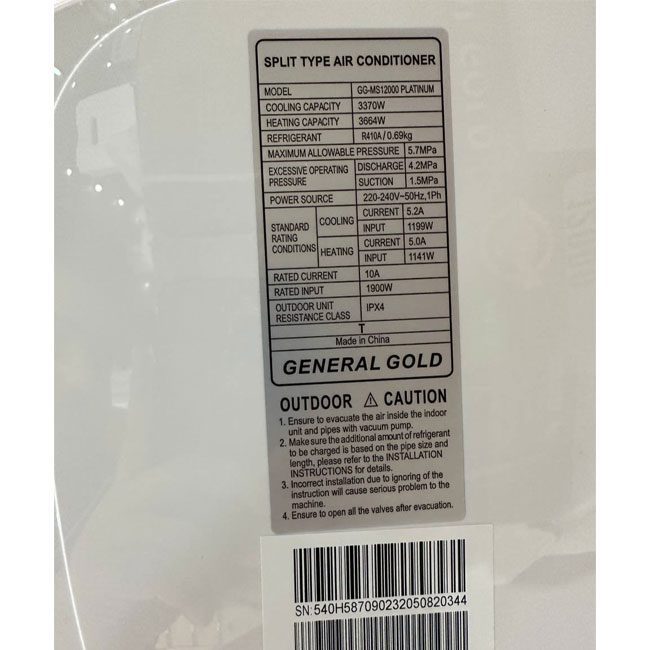 SPLIT TYPE AIR CONDITIONER
MODEL GG-MS12000 PLATINUM
COOLING CAPACITY 3370W
HEATING CAPACITY 3664W
REFRIGERANT R410A / 0.69kg
MAXIMUM ALLOWABLE PRESSURE 5.7MPa
EXCESSIVE OPERATING PRESSURE DISCHARGE 4.2MPa
SUCTION 1.5MPa
POWER SOURCE 220-240V~50Hz,1Ph
STANDARD RATING CONDITIONS COOLING CURRENT 5.2A
INPUT 1199W
HEATING CURRENT 5.0A
INPUT 1141W
RATED CURRENT 10A
RATED INPUT 1900W
OUTDOOR UNIT RESISTANCE CLASS IPX4
T
Made in China
GENERAL GOLD
OUTDOOR ⚠ CAUTION
1. Ensure to evacuate the air inside the indoor
unit and pipes with vacuum pump.
2. Make sure the additional amount of refrigerant
to be charged is based on the pipe size and
length, please refer to the INSTALLATION
INSTRUCTIONS for details.
3. Incorrect installation due to ignoring of the
instruction will cause serious problem to the
machine.
4. Ensure to open all the valves after evacuation.
SN:540H587090232050820344